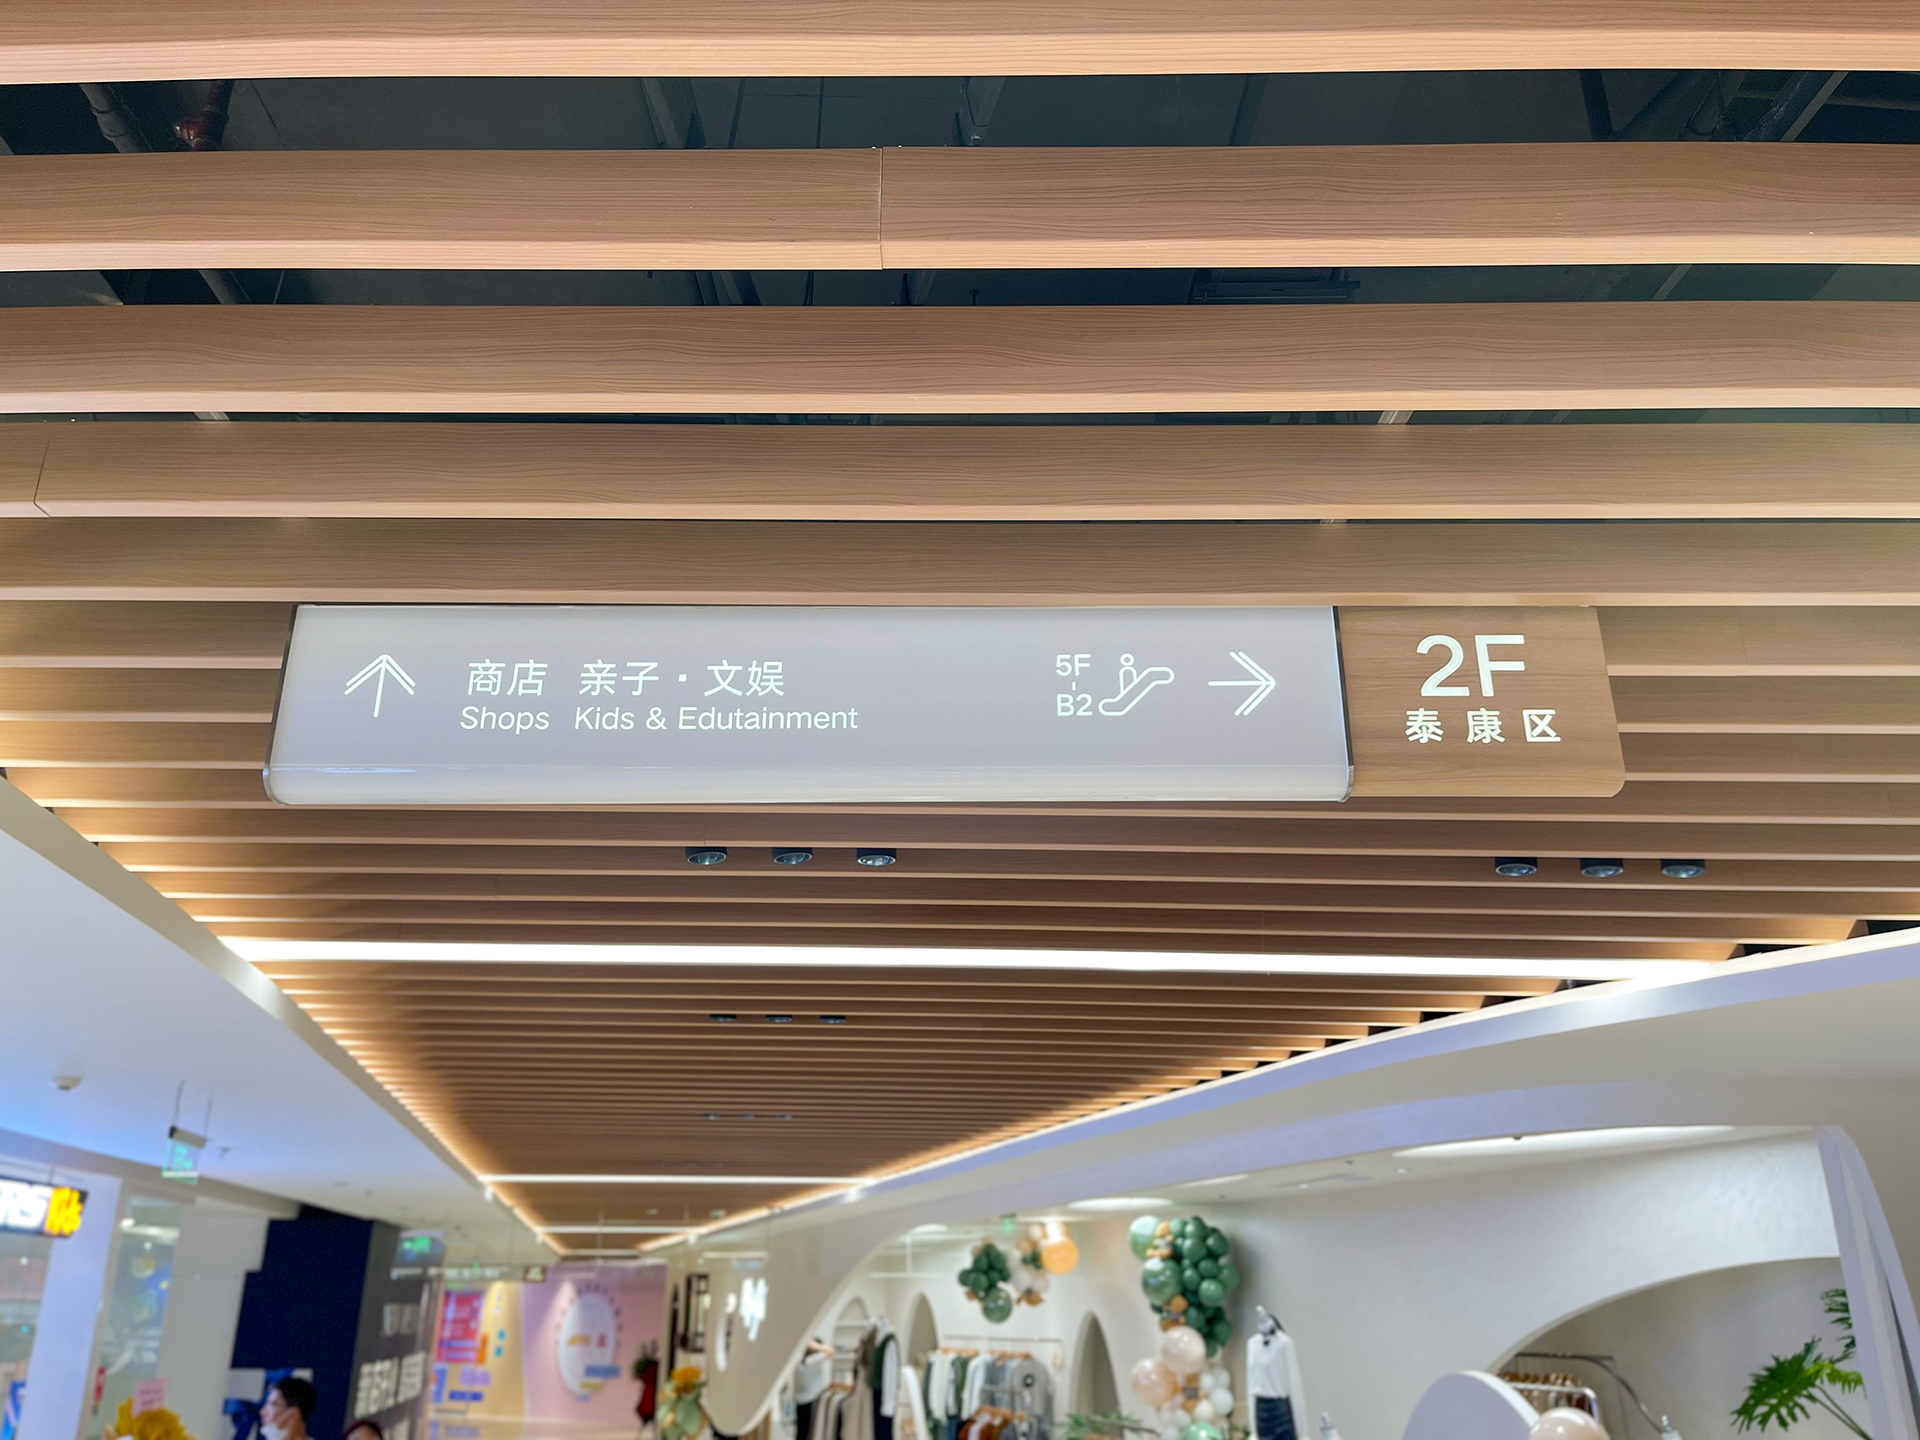 商店 亲子·文娱
Shops Kids & Edutainment
5F
-
B2
2F
泰康区